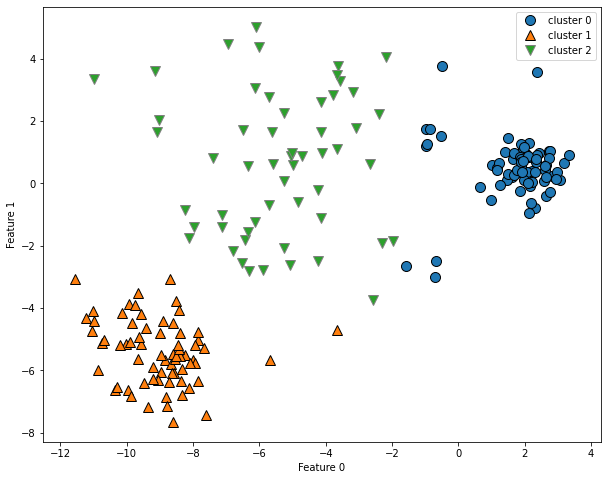 cluster 0
cluster 1
cluster 2
4
2
0
−2
−4
−6
−8
Feature 1
−12 −10 −8 −6 −4 −2 0 2 4
Feature 0